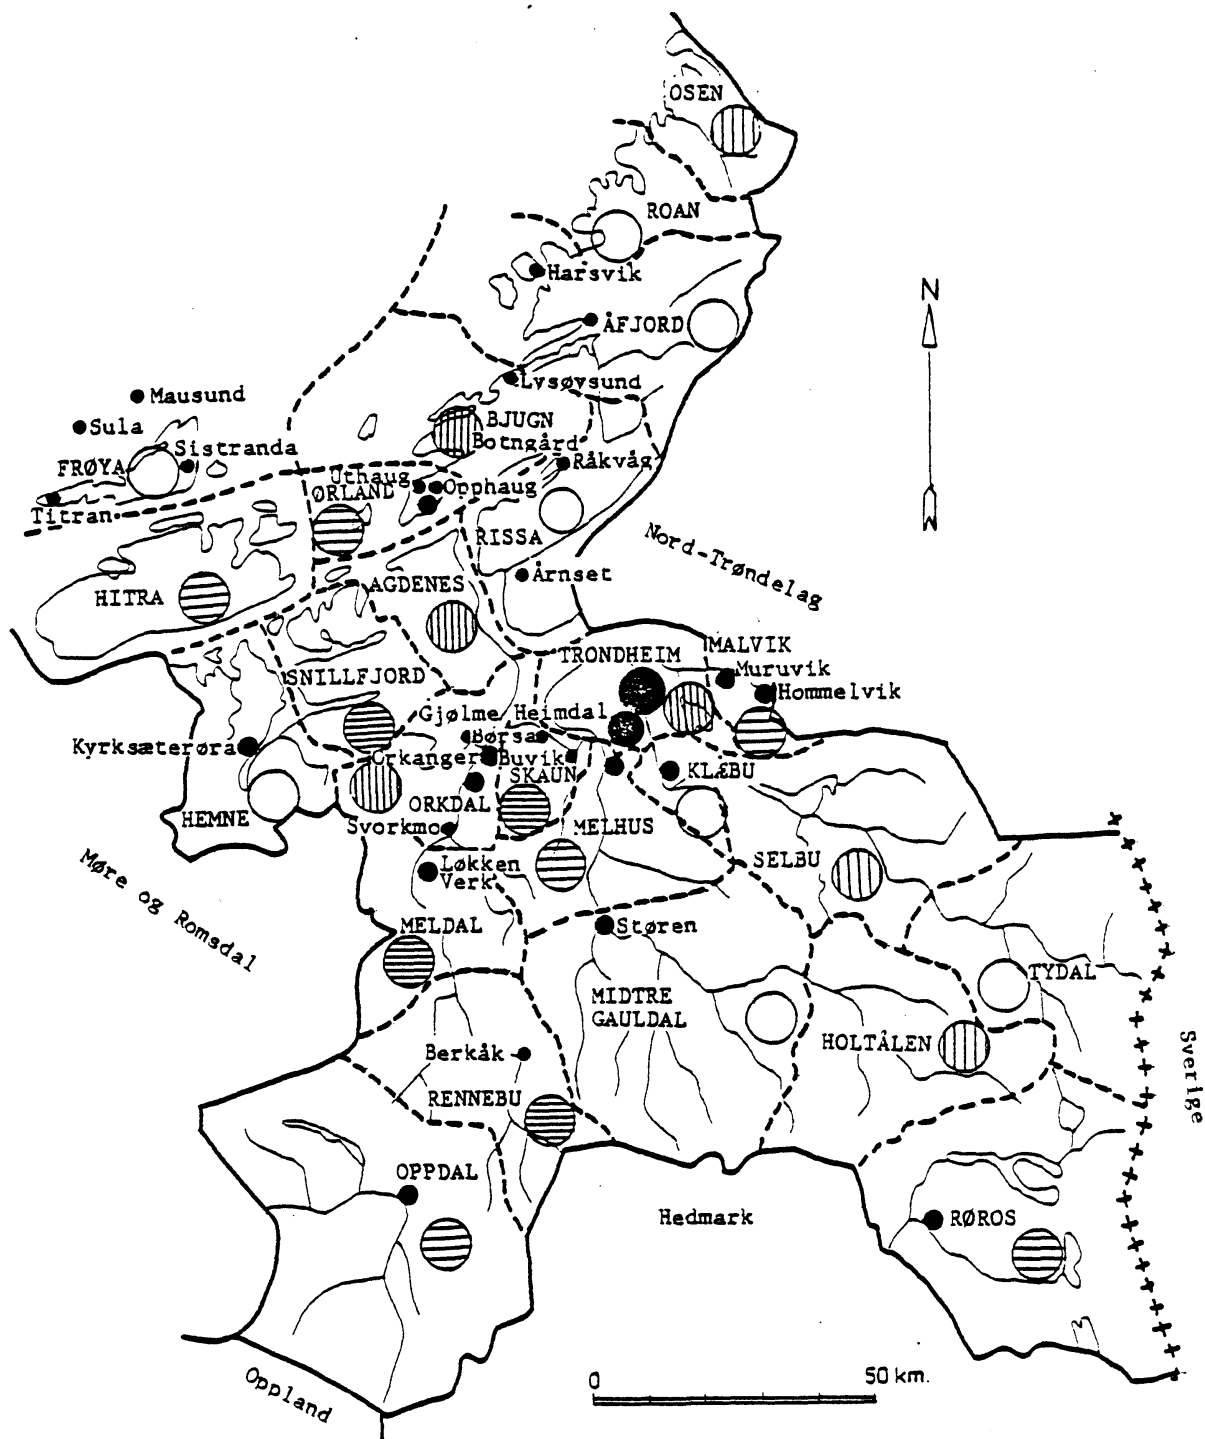 OSEN
ROAN
Harsvik
N
ÅFJORD
Lysøysund
Mausund
BJUGN
Sula
Botngård
Sistranda
FRØYA
Råkvåg
Uthaug
Opphaug
ØRLAND
Titran
RISSA
Nord-Trøndelag
Årnset
AGDENES
HITRA
MALVIK
TRONDHEIM
Muruvik
SNILLFJORD
Hommelvik
Gjølme
Heimdal
Børsa
Kyrksæterøra
Orkanger
Buvik
SKAUN
KLÆBU
ORKDAL
HEMNE
Svorkmo
MELHUS
Løkken
Verk
SELBU
Møre og Romsdal
MELDAL
Støren
TYDAL
MIDTRE
GAULDAL
HOLTÅLEN
Berkåk
Sverige
RENNEBU
OPPDAL
Hedmark
RØROS
0
50 km.
Oppland